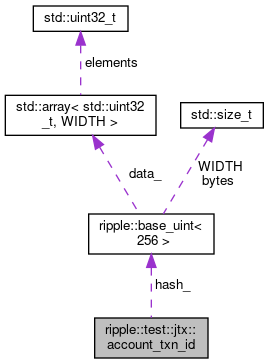 std::uint32_t
elements
std::array< std::uint32
_t, WIDTH >
std::size_t
data_
WIDTH
bytes
ripple::base_uint<
256 >
hash_
ripple::test::jtx::
account_txn_id